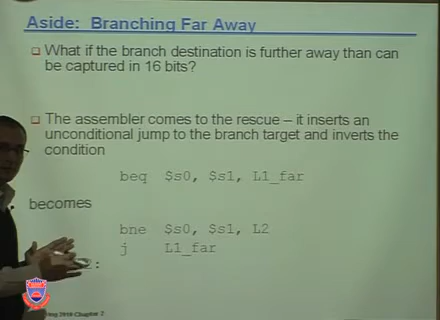 Aside: Branching Far Away
What if the branch destination is further away than can
be captured in 16 bits?
The assembler comes to the rescue – it inserts an
unconditional jump to the branch target and inverts the
condition
beq $s0, $s1, L1_far
becomes
bne $s0, $s1, L2
j L1_far
:
Chapter 2